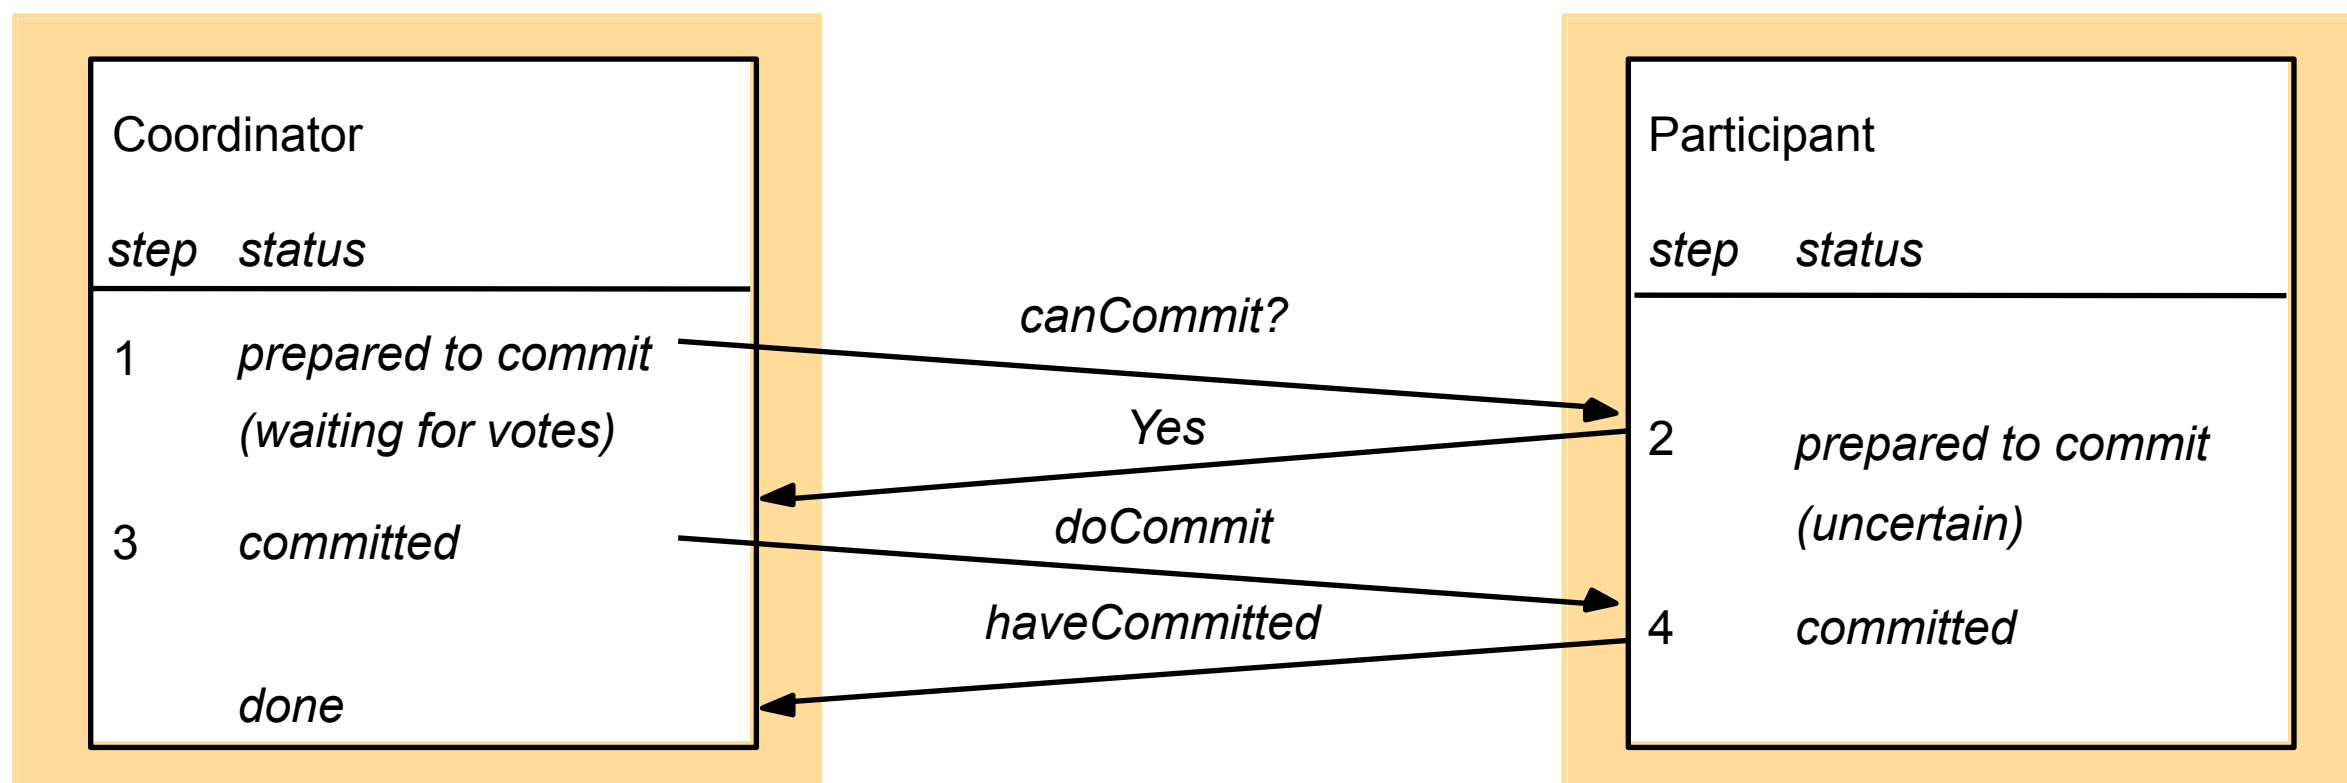 Coordinator
step status
1 prepared to commit
(waiting for votes)
3 committed
done
canCommit?
Yes
doCommit
haveCommitted
Participant
step status
2 prepared to commit
(uncertain)
4 committed